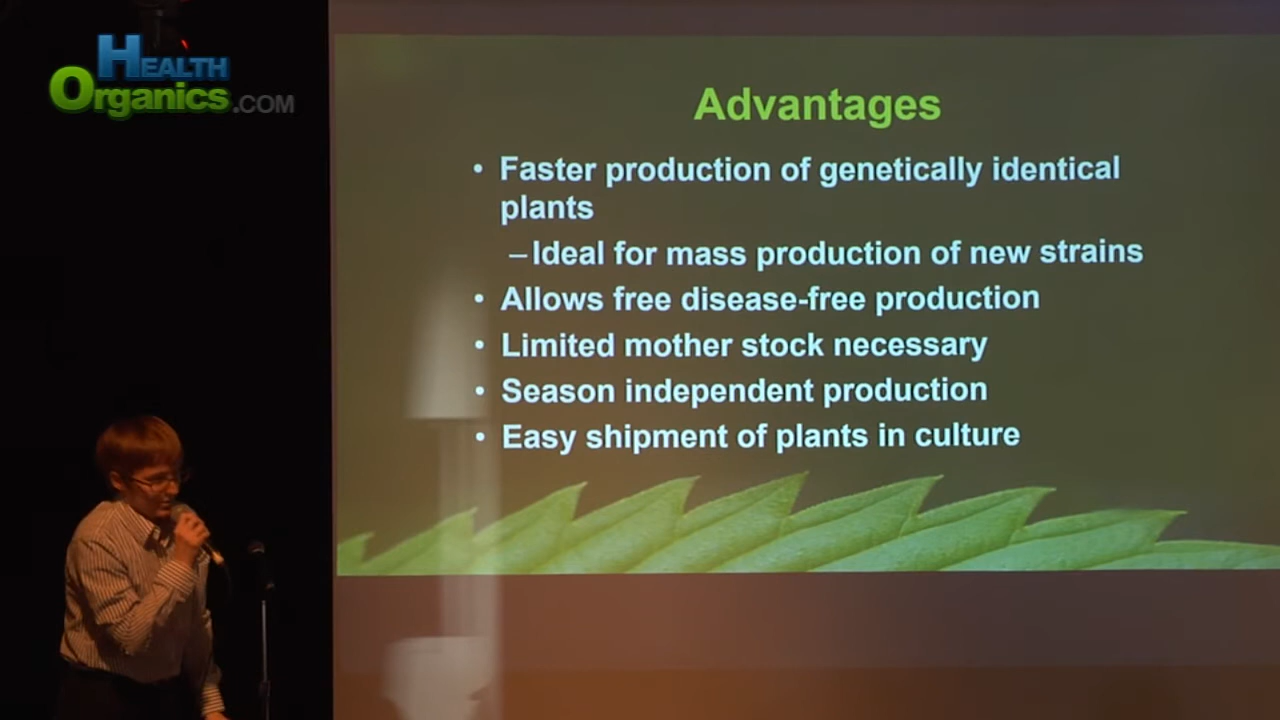 HEALTH
ORGANICS.COM
Advantages
• Faster production of genetically identical
plants
– Ideal for mass production of new strains
• Allows free disease-free production
• Limited mother stock necessary
• Season independent production
• Easy shipment of plants in culture